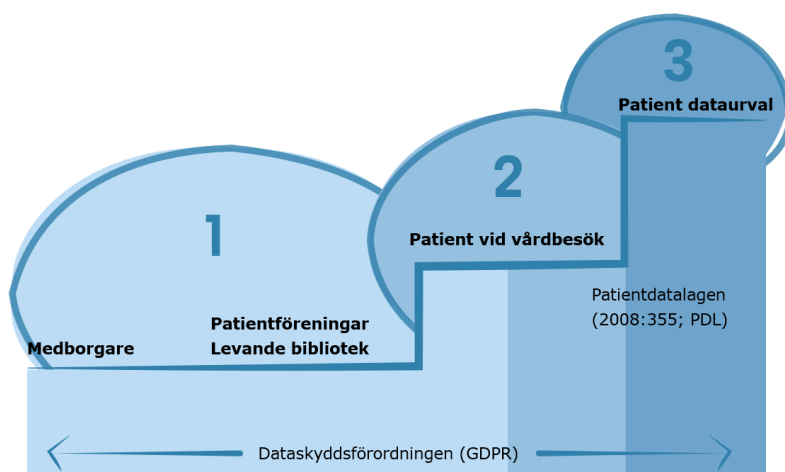 3
Patient dataurval
2
Patient vid vårdbesök
1
Patientföreningar
Levande bibliotek
Medborgare
Patientdatalagen
(2008:355; PDL)
Dataskyddsförordningen (GDPR)